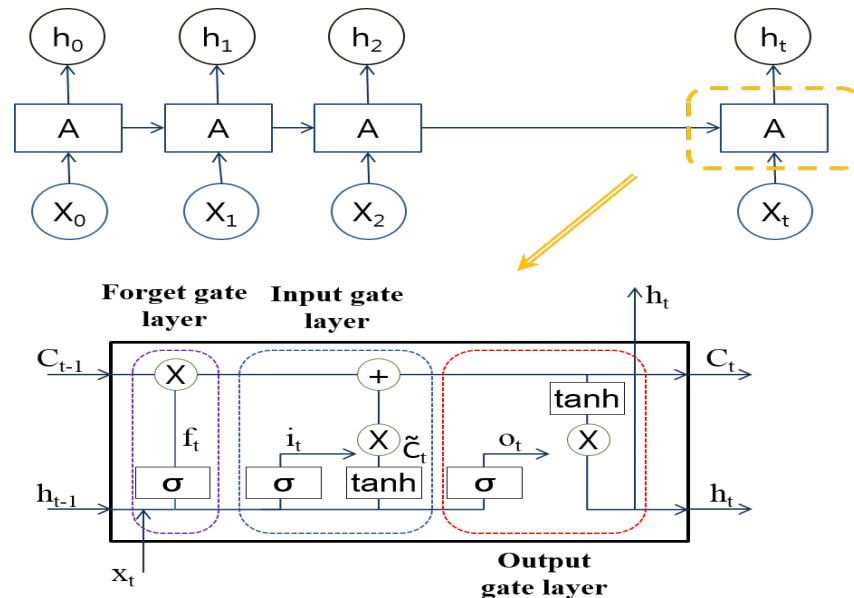 h₀ h₁ h₂ hₜ
A A A A
X₀ X₁ X₂ Xₜ
Forget gate
layer
Input gate
layer
hₜ
Cₜ₋₁ X + Cₜ
tanh
fₜ iₜ X C̃ₜ oₜ X
σ σ tanh σ
hₜ₋₁ hₜ
xₜ
Output
gate layer